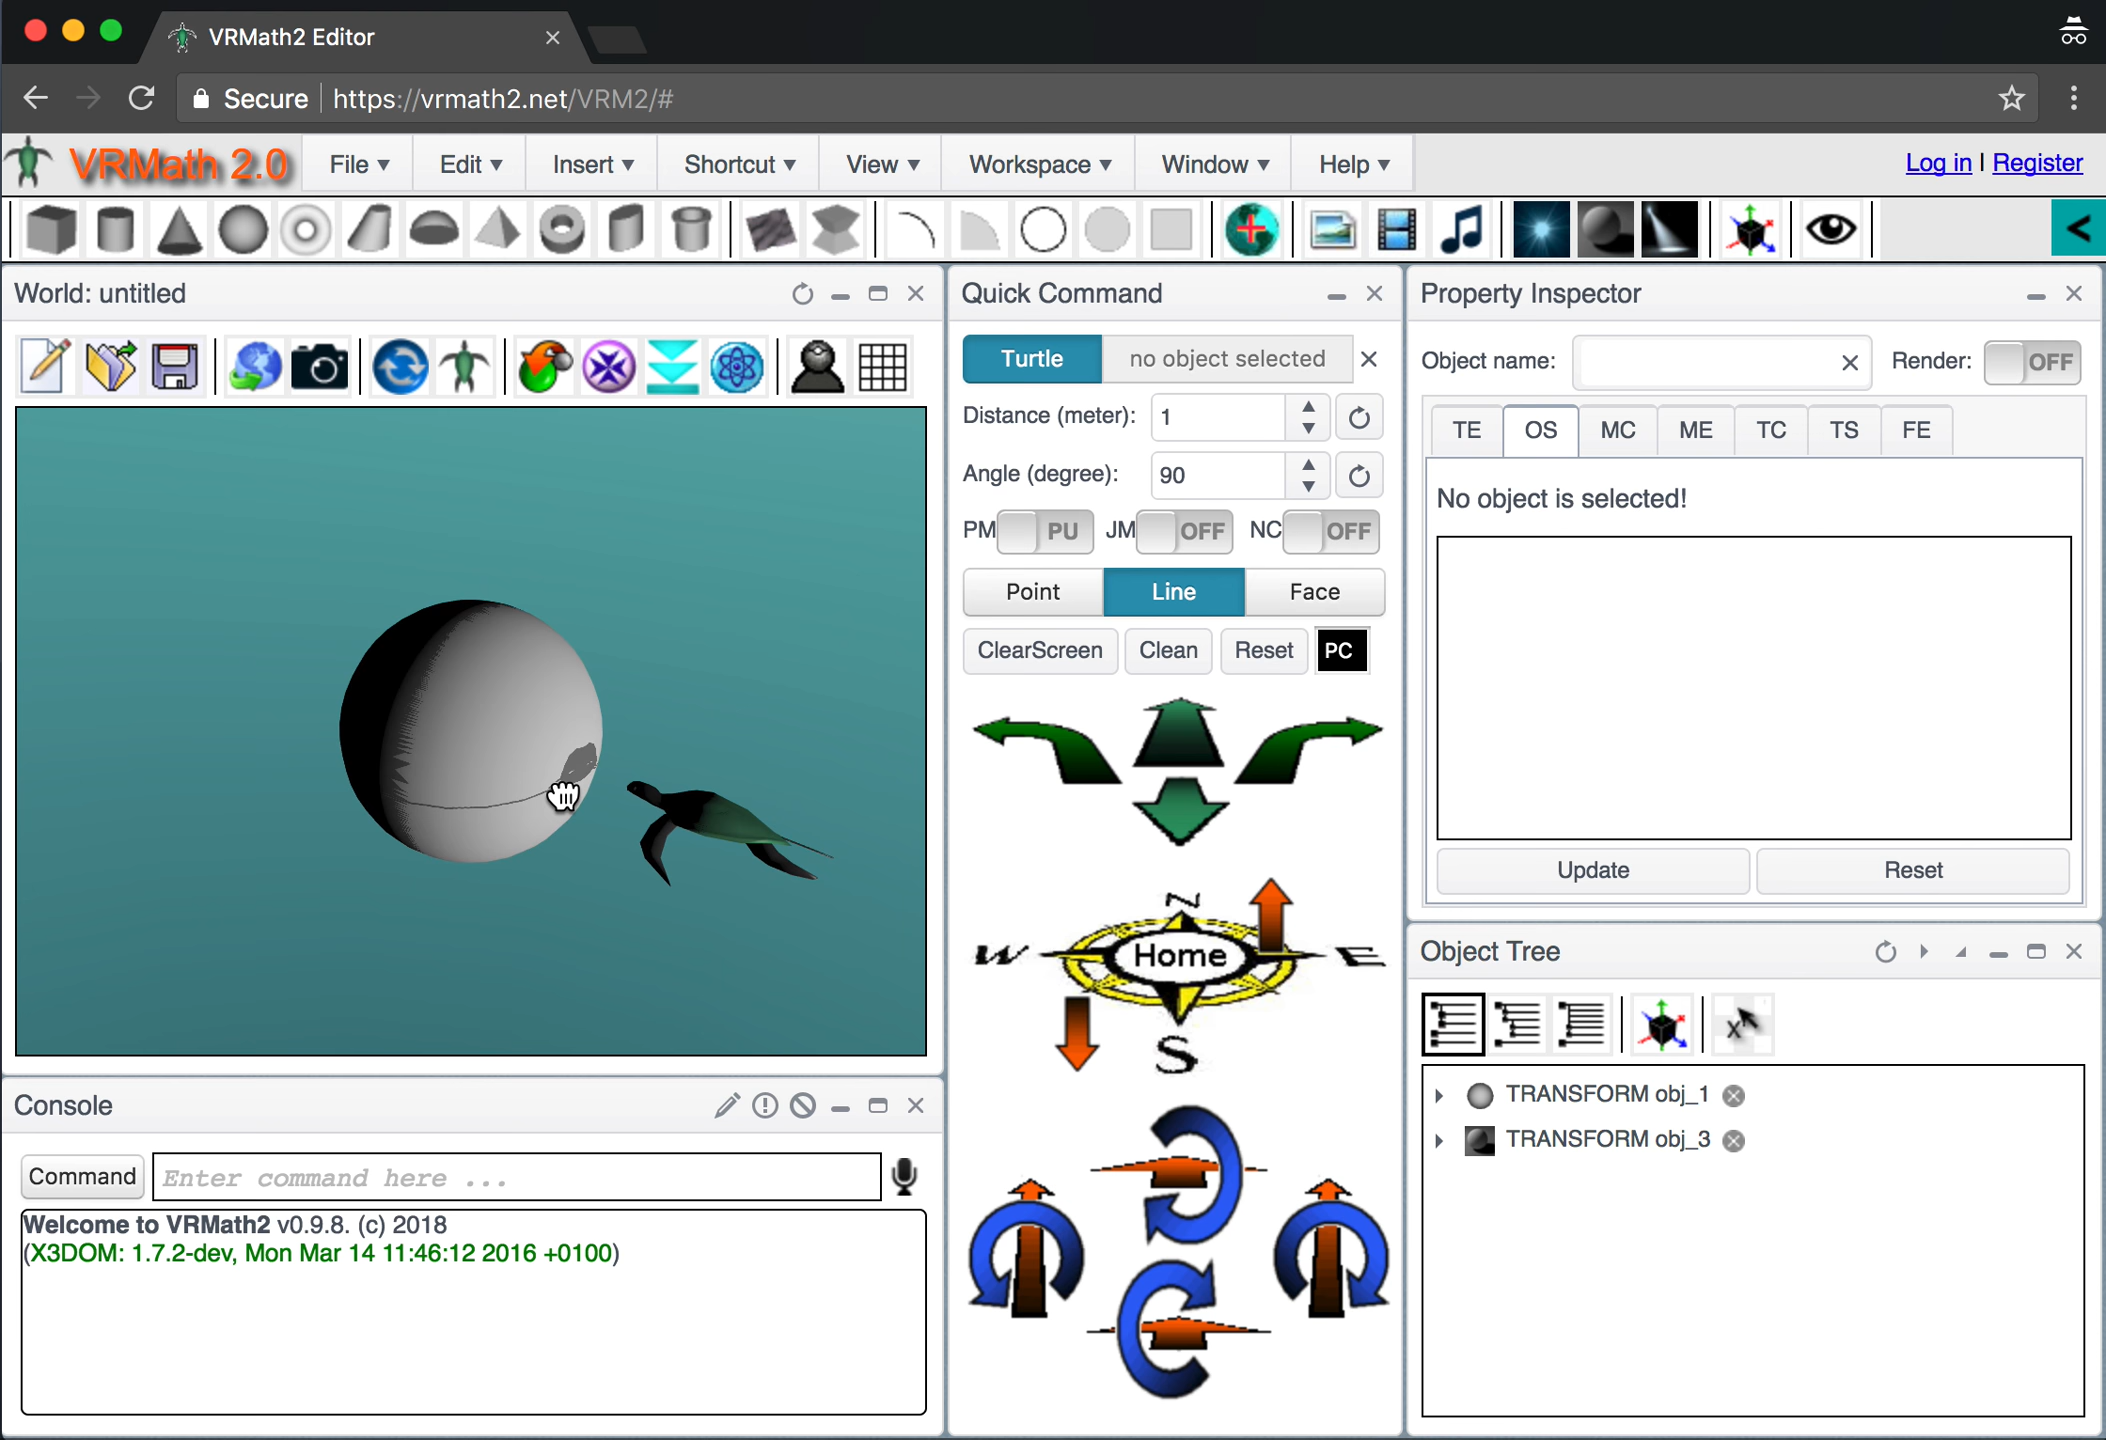 VRMath2 Editor
Secure https://vrmath2.net/VRM2/#
VRMath 2.0 File Edit Insert Shortcut View Workspace Window Help Log in | Register
World: untitled
Quick Command
Turtle no object selected
Distance (meter): 1
Angle (degree): 90
PM PU JM OFF NC OFF
Point Line Face
ClearScreen Clean Reset PC
N
W Home E
S
Property Inspector
Object name: Render: OFF
TE OS MC ME TC TS FE
No object is selected!
Update Reset
Object Tree
x
TRANSFORM obj_1
TRANSFORM obj_3
Console
Command Enter command here ...
Welcome to VRMath2 v0.9.8. (c) 2018
(X3DOM: 1.7.2-dev, Mon Mar 14 11:46:12 2016 +0100)